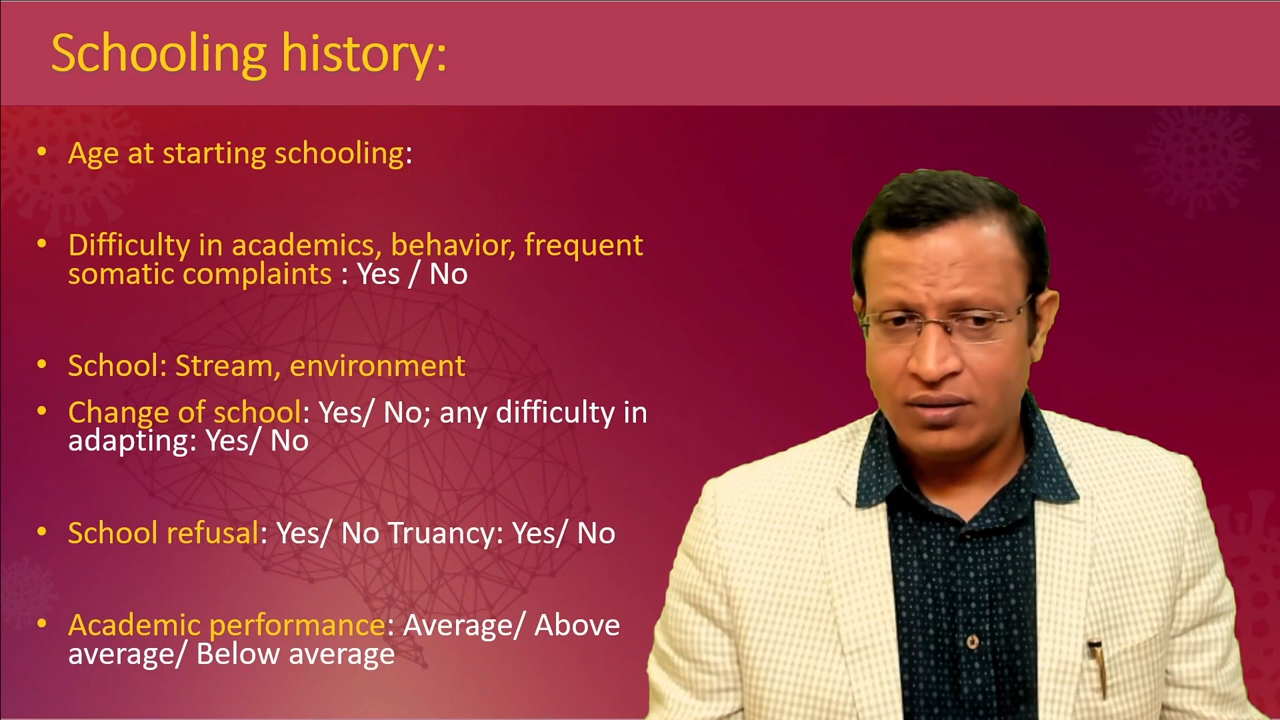 Schooling history:
• Age at starting schooling:
• Difficulty in academics, behavior, frequent
somatic complaints : Yes / No
• School: Stream, environment
• Change of school: Yes/ No; any difficulty in
adapting: Yes/ No
• School refusal: Yes/ No Truancy: Yes/ No
• Academic performance: Average/ Above
average/ Below average